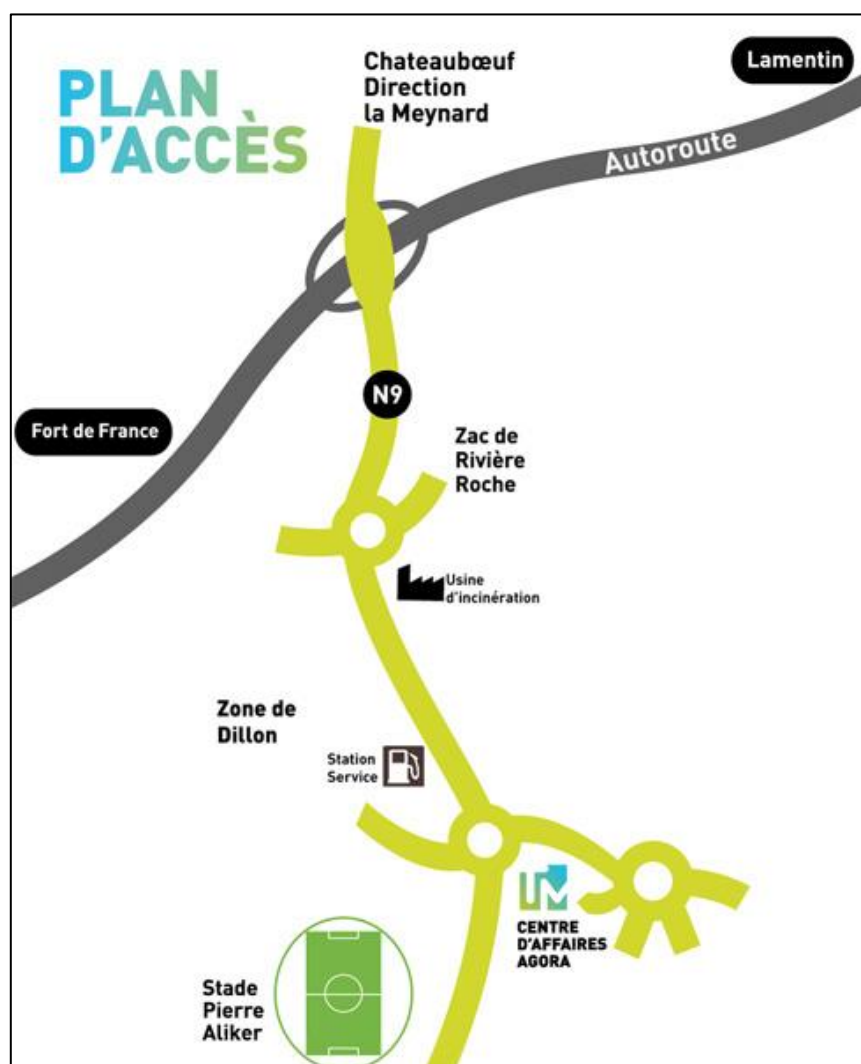 PLAN
D'ACCÈS
Chateaubœuf
Direction
la Meynard
Lamentin
Autoroute
N9
Fort de France
Zac de
Rivière
Roche
Usine
d'incinération
Zone de
Dillon
Station
Service
CENTRE
D'AFFAIRES
AGORA
Stade
Pierre
Aliker